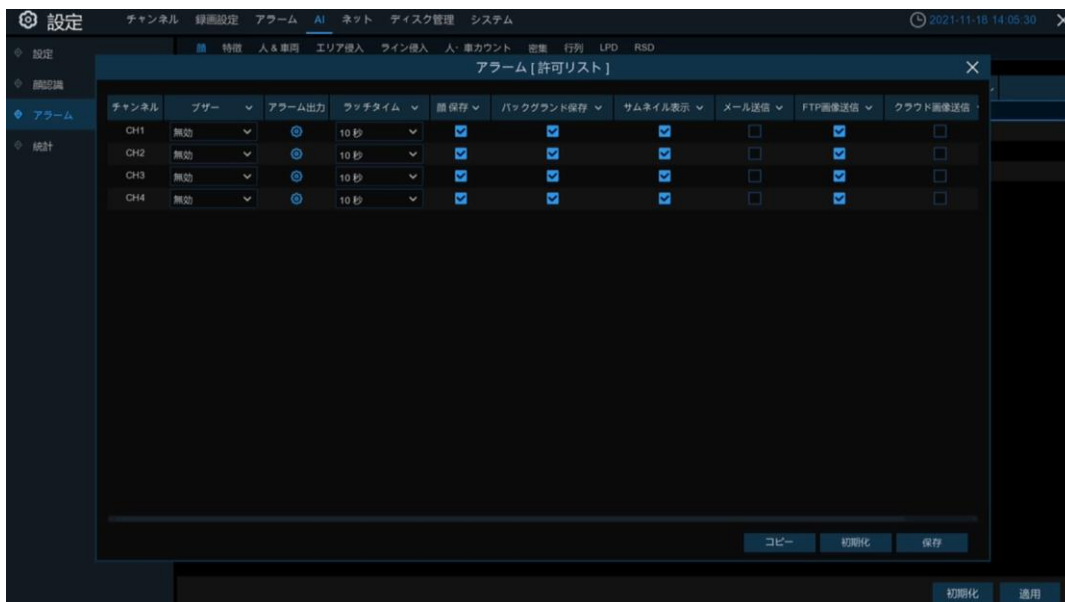 設定
チャンネル 録画設定 アラーム AI ネット ディスク管理 システム
2021-11-18 14:05:30
設定
顔認識
アラーム
統計
顔 特徴 人&車両 エリア侵入 ライン侵入 人・車カウント 密集 行列 LPD RSD
アラーム [ 許可リスト ]
チャンネル ブザー アラーム出力 ラッチタイム 顔保存 バックグランド保存 サムネイル表示 メール送信 FTP画像送信 クラウド画像送信
CH1 無効 10 秒
CH2 無効 10 秒
CH3 無効 10 秒
CH4 無効 10 秒
コピー 初期化 保存
初期化 適用